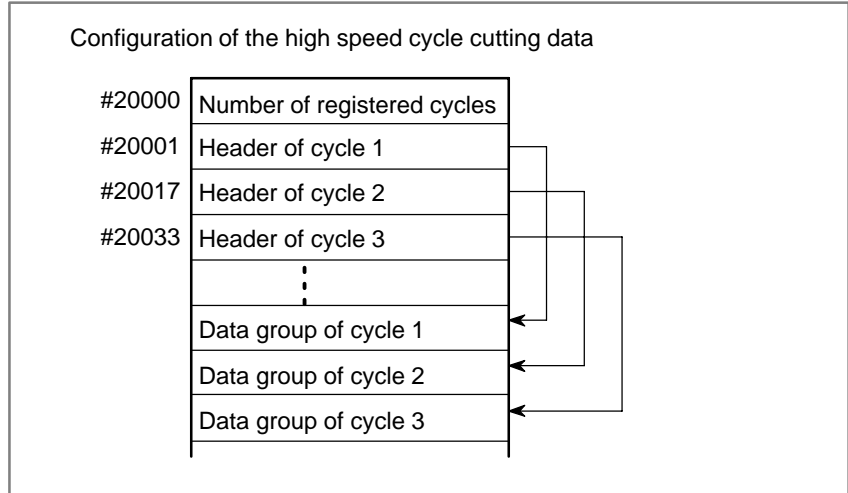 Configuration of the high speed cycle cutting data
#20000 Number of registered cycles
#20001 Header of cycle 1
#20017 Header of cycle 2
#20033 Header of cycle 3
Data group of cycle 1
Data group of cycle 2
Data group of cycle 3